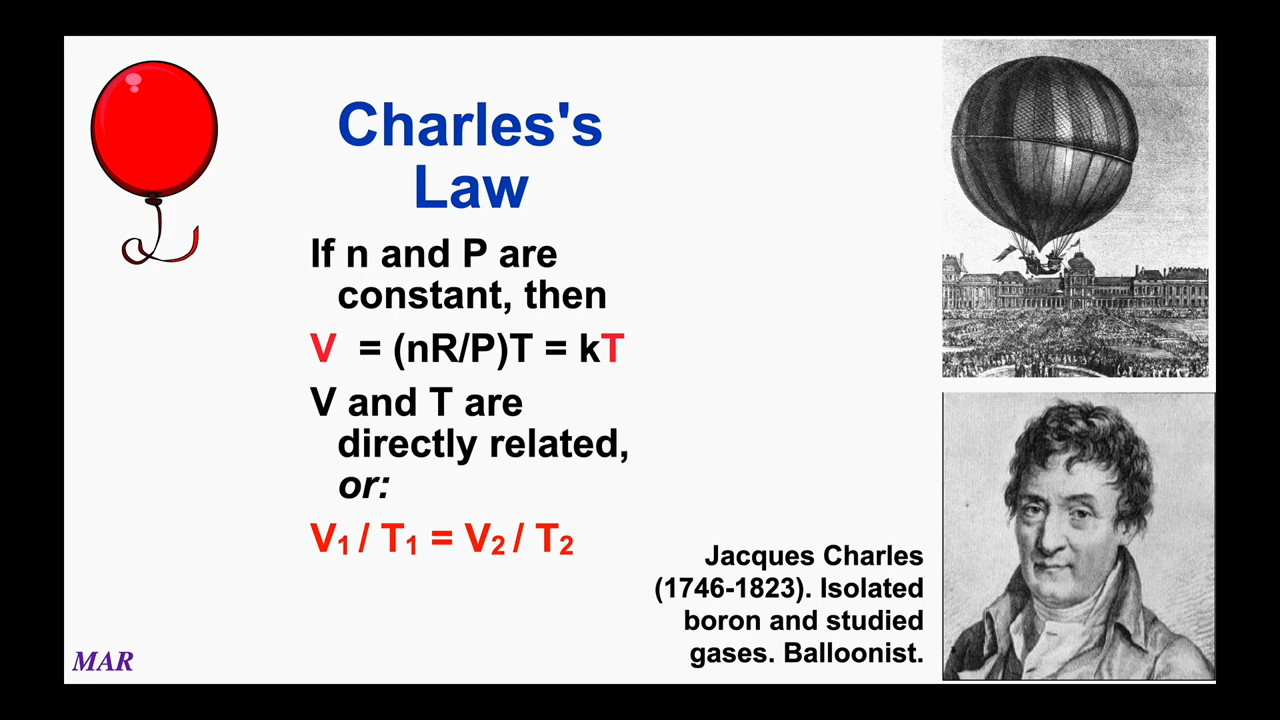 Charles's
Law
If n and P are
constant, then
V = (nR/P)T = kT
V and T are
directly related,
or:
V₁ / T₁ = V₂ / T₂
Jacques Charles
(1746-1823). Isolated
boron and studied
gases. Balloonist.
MAR